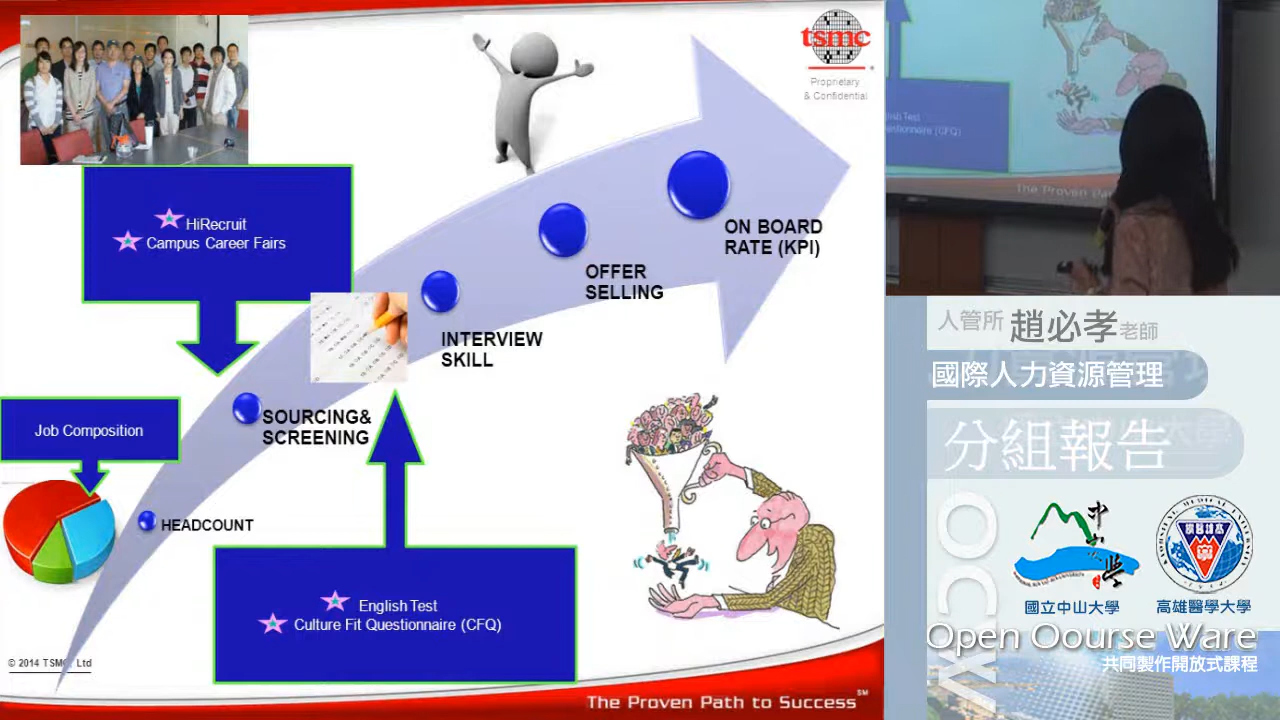 tsmc
Proprietary
& Confidential
HiRecruit
Campus Career Fairs
ON BOARD
RATE (KPI)
OFFER
SELLING
INTERVIEW
SKILL
SOURCING&
SCREENING
Job Composition
HEADCOUNT
English Test
Culture Fit Questionnaire (CFQ)
© 2014 TSMC, Ltd
The Proven Path to Success℠
人管所 趙必孝老師
國際人力資源管理
分組報告
OCW
國立中山大學
高雄醫學大學
Open Oourse Ware
共同製作開放式課程